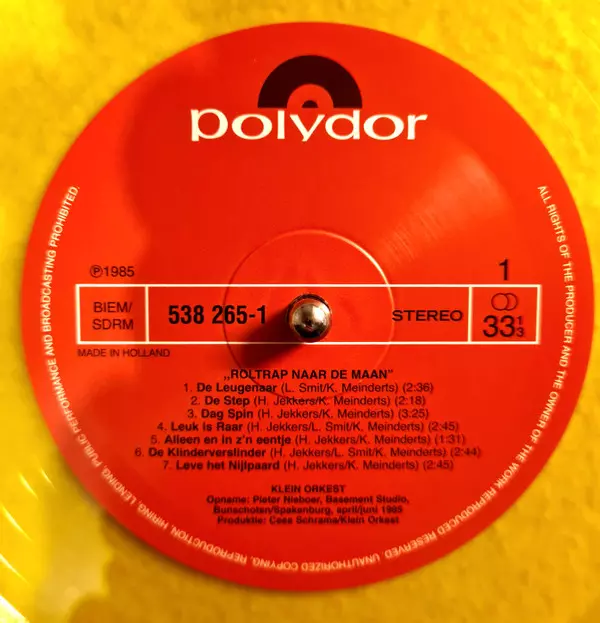 polydor
℗1985
1
BIEM/
SDRM
538 265-1
STEREO
33 1/3
MADE IN HOLLAND
„ROLTRAP NAAR DE MAAN”
1. De Leugenaar (L. Smit/K. Meinderts) (2:36)
2. De Step (H. Jekkers/K. Meinderts) (2:18)
3. Dag Spin (H. Jekkers/K. Meinderts) (3:25)
4. Leuk is Raar (H. Jekkers/L. Smit/K. Meinderts) (2:45)
5. Alleen en in z'n eentje (H. Jekkers/K. Meinderts) (1:31)
6. De Klinderverslinder (H. Jekkers/L. Smit/K. Meinderts) (2:44)
7. Leve het Nijlpaard (H. Jekkers/K. Meinderts) (2:45)
KLEIN ORKEST
Opname: Pieter Nieboer, Basement Studio,
Bunschoten/Spakenburg, april/juni 1985
Produktie: Cees Schrama/Klein Orkest
ALL RIGHTS OF THE PRODUCER AND THE OWNER OF THE WORK REPRODUCED RESERVED. UNAUTHORIZED COPYING, REPRODUCTION, HIRING, LENDING, PUBLIC PERFORMANCE AND BROADCASTING PROHIBITED.